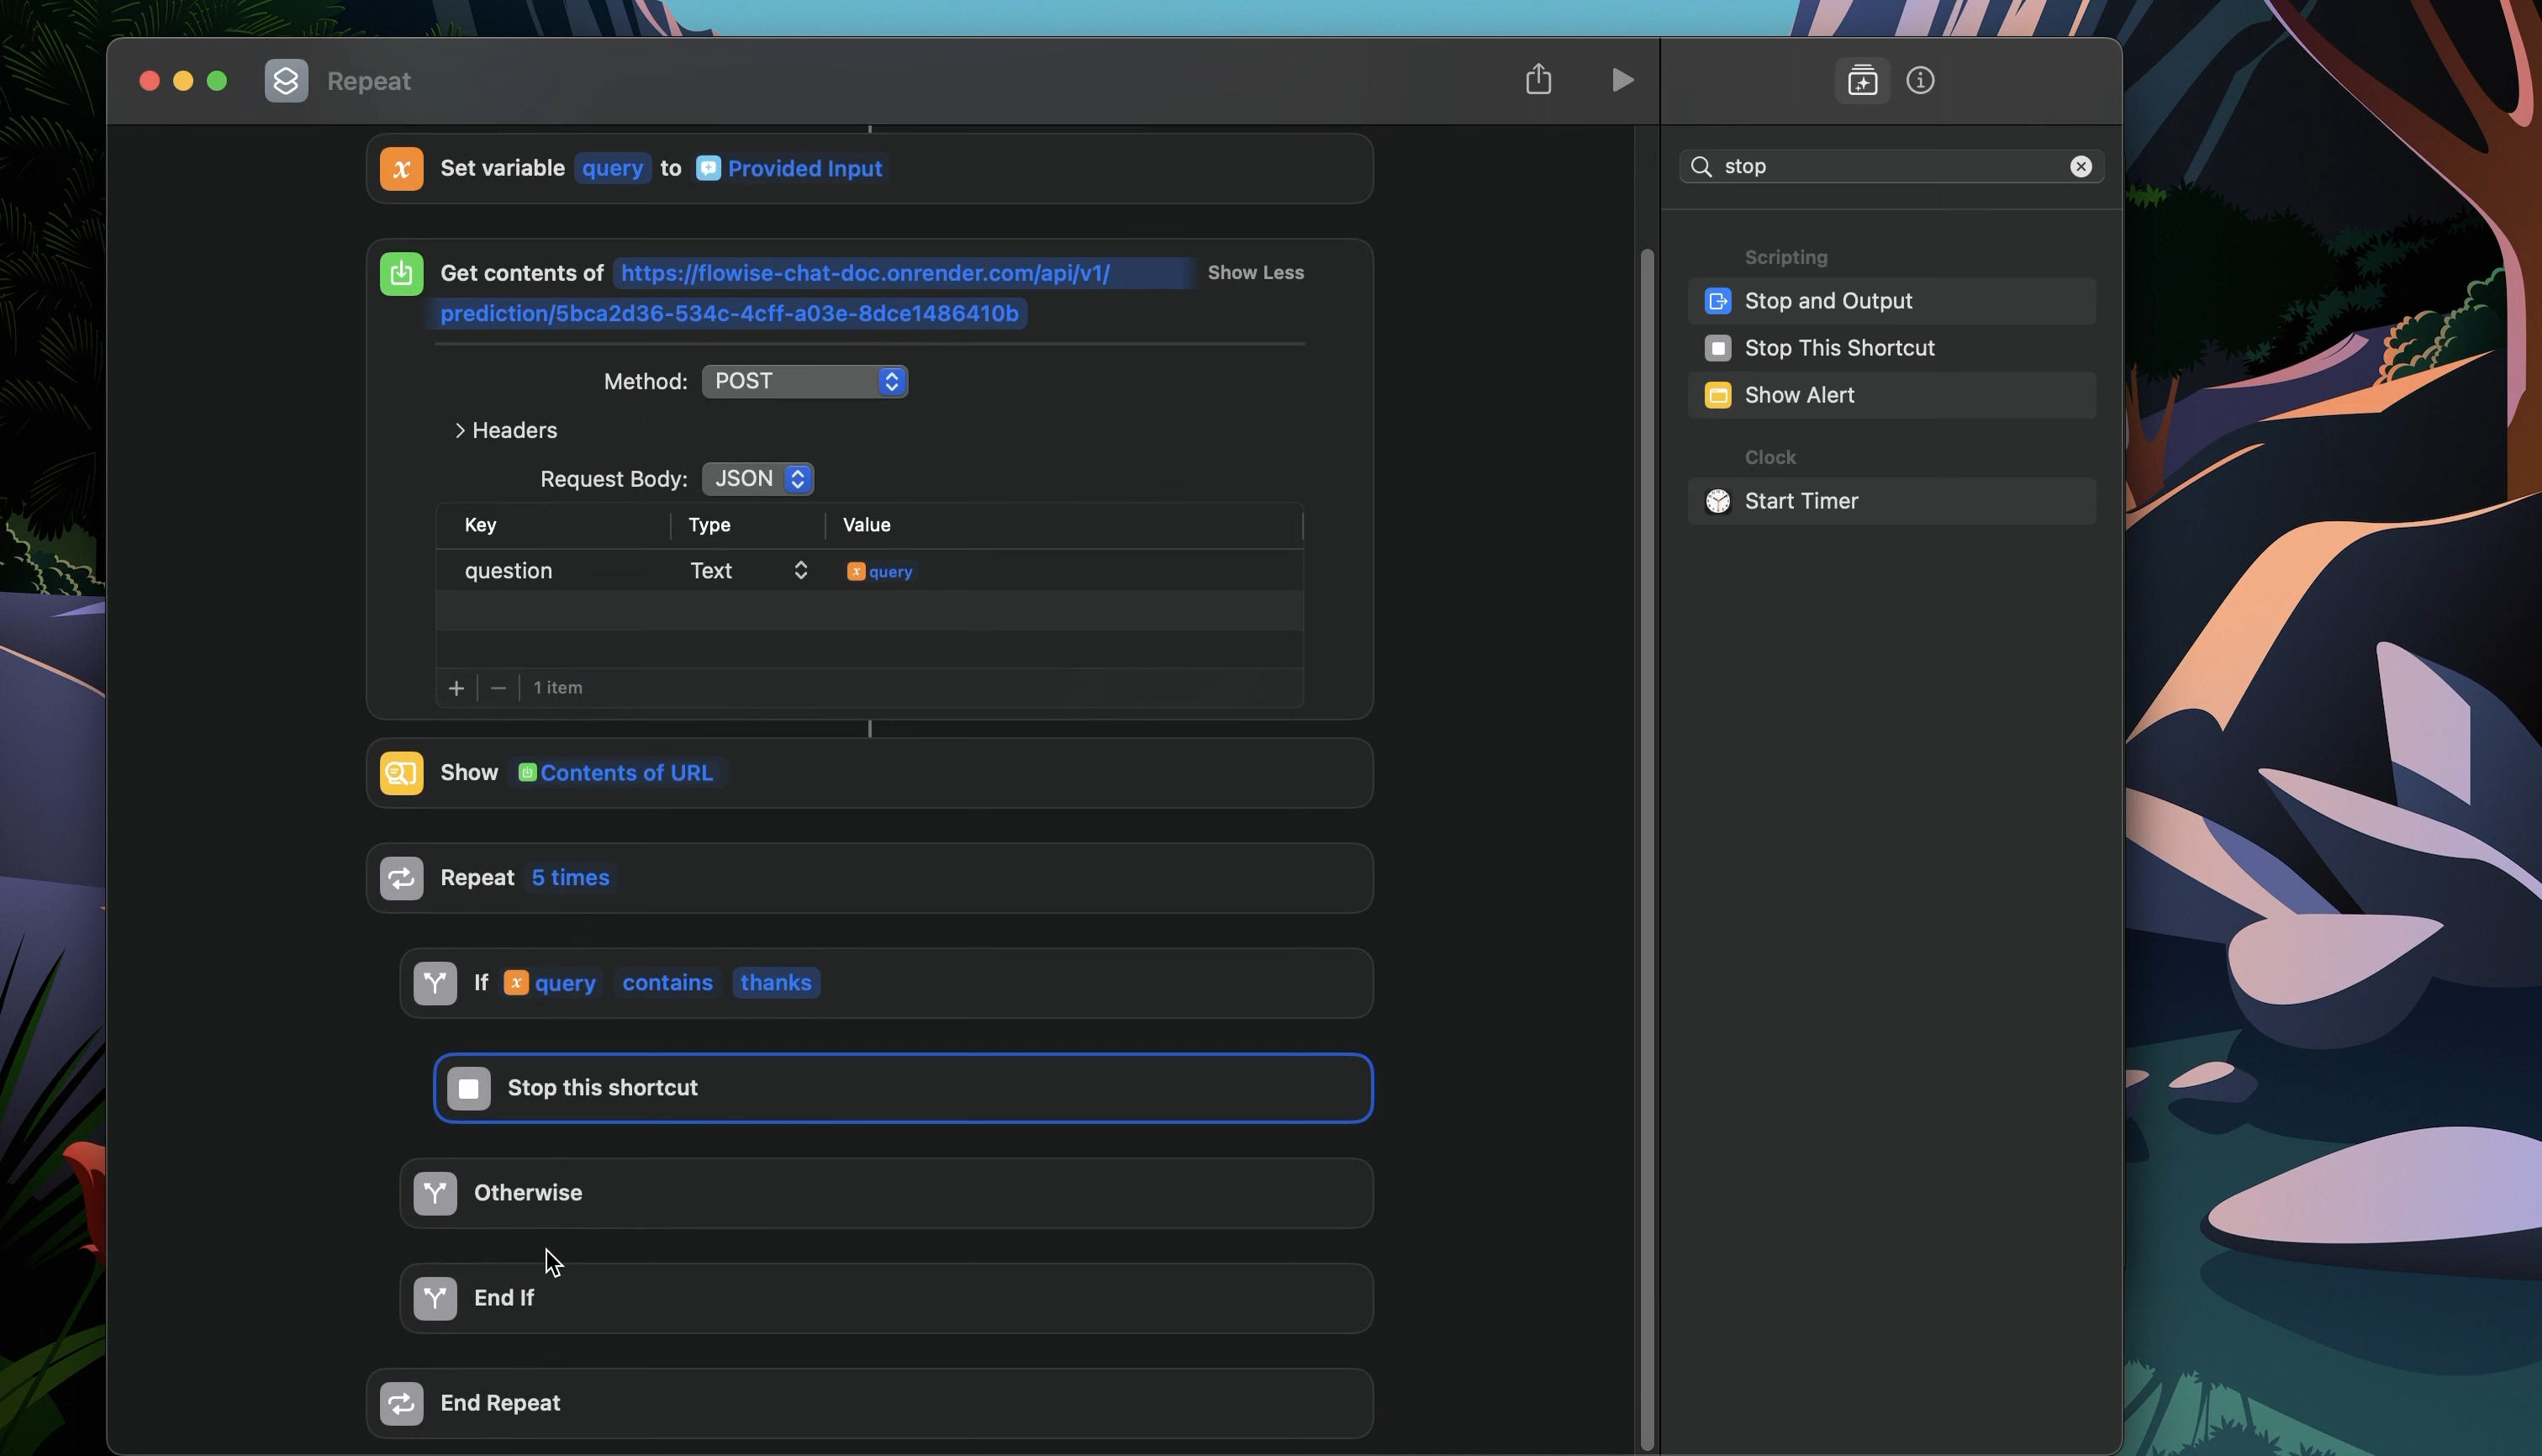 Repeat
Set variable query to Provided Input
Get contents of https://flowise-chat-doc.onrender.com/api/v1/ Show Less
prediction/5bca2d36-534c-4cff-a03e-8dce1486410b
Method: POST
Headers
Request Body: JSON
Key Type Value
question Text x query
+ − 1 item
Show Contents of URL
Repeat 5 times
If x query contains thanks
Stop this shortcut
Otherwise
End If
End Repeat
stop
Scripting
Stop and Output
Stop This Shortcut
Show Alert
Clock
Start Timer